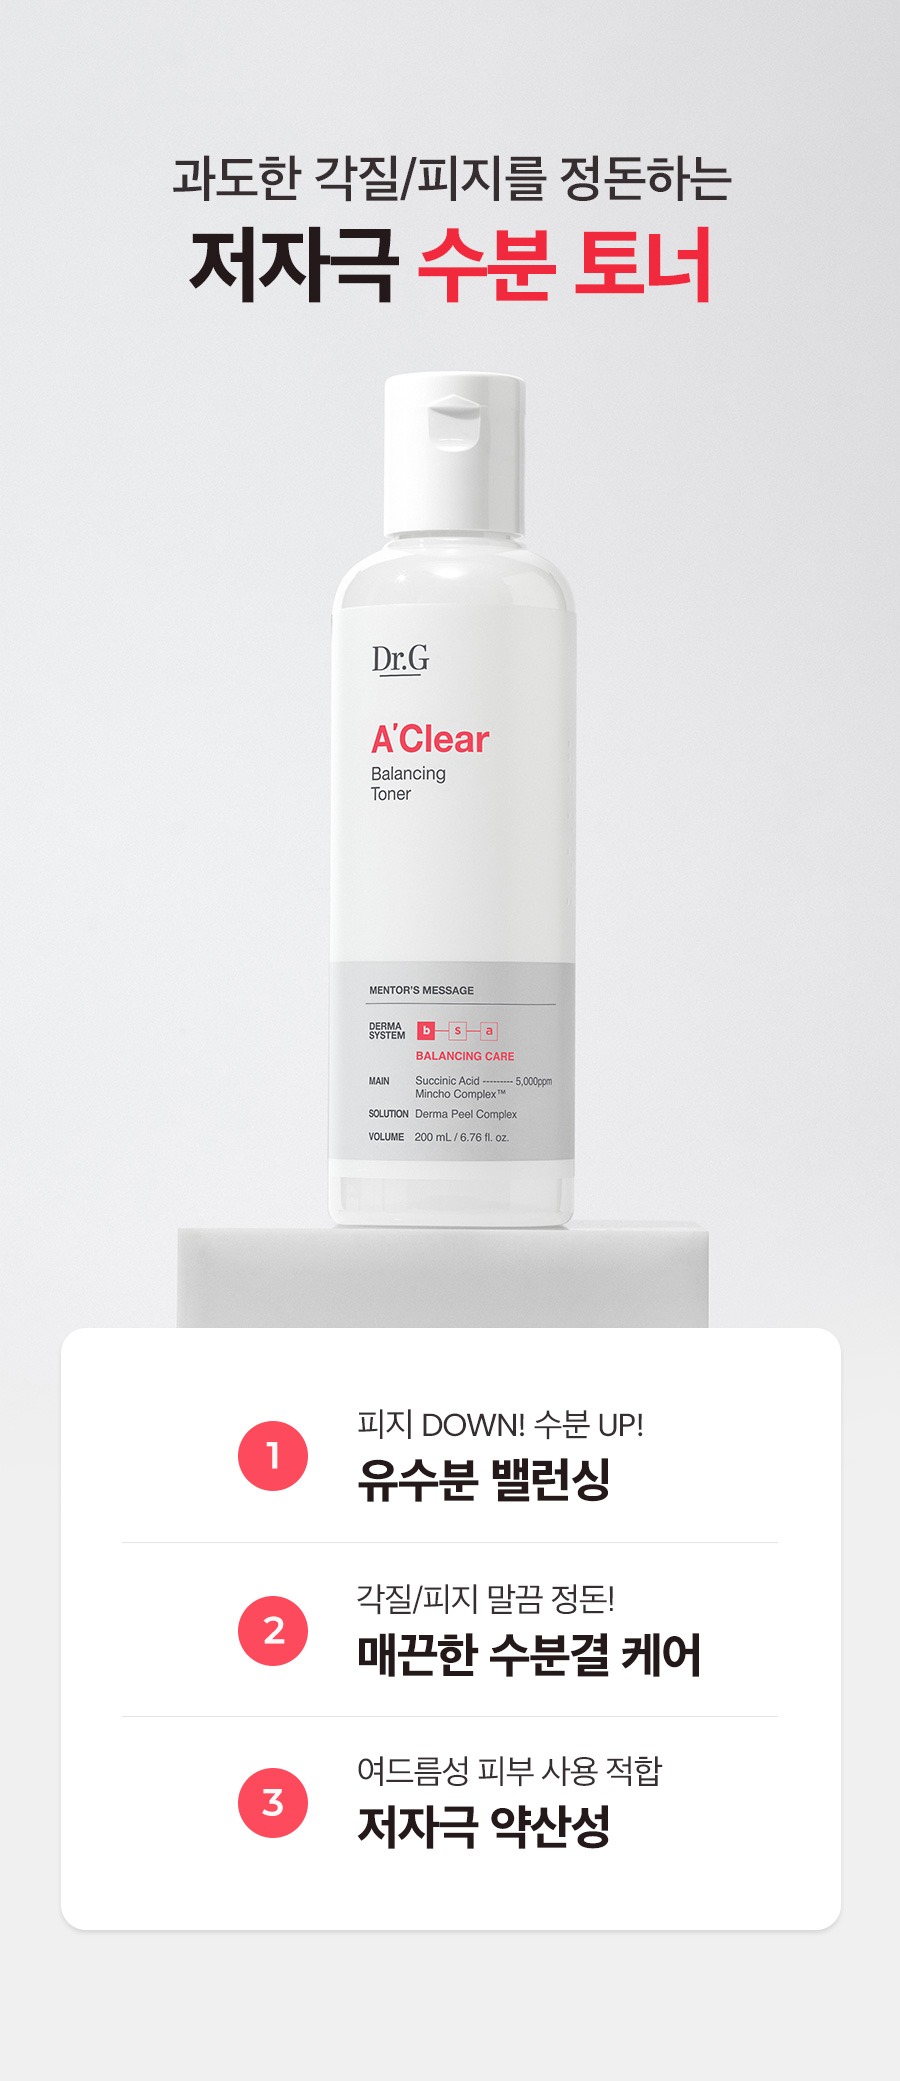 과도한 각질/피지를 정돈하는
저자극 수분 토너
Dr.G
A'Clear
Balancing
Toner
MENTOR'S MESSAGE
DERMA SYSTEM b s a
BALANCING CARE
MAIN Succinic Acid --------- 5,000ppm
Mincho Complex™
SOLUTION Derma Peel Complex
VOLUME 200 mL / 6.76 fl. oz.
1
피지 DOWN! 수분 UP!
유수분 밸런싱
2
각질/피지 말끔 정돈!
매끈한 수분결 케어
3
여드름성 피부 사용 적합
저자극 약산성